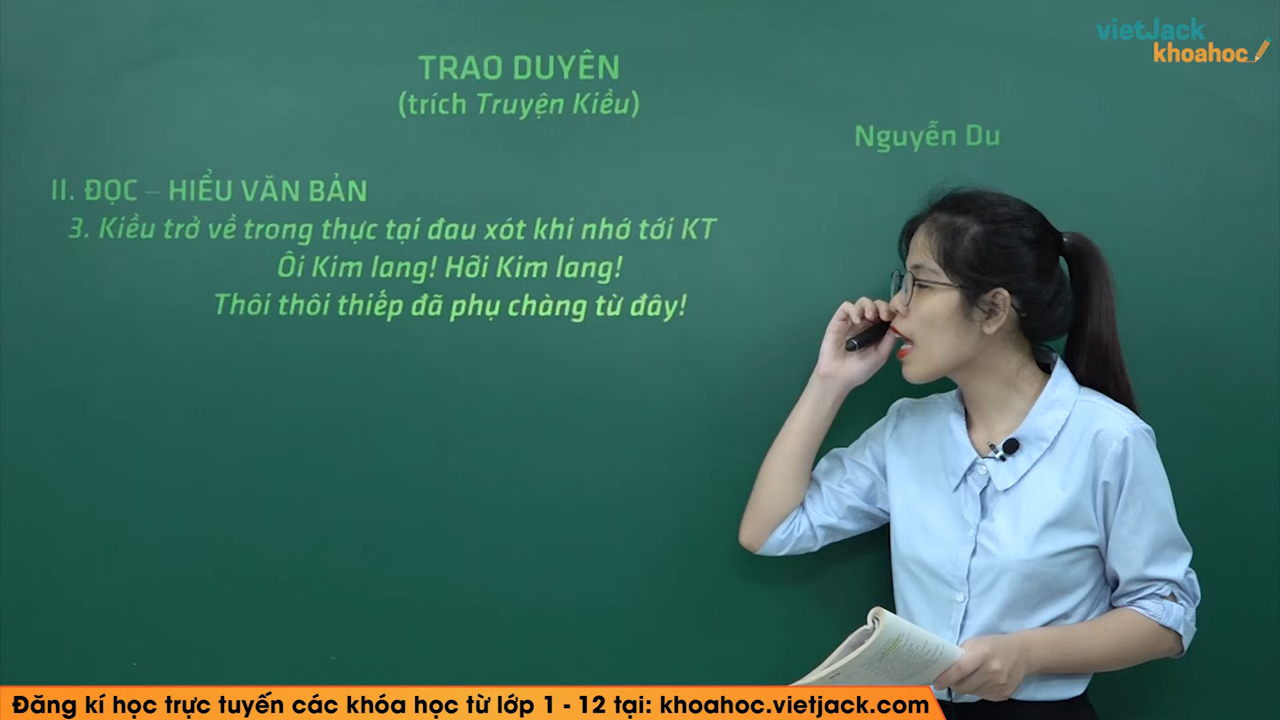 vietJack
khoahoc
TRAO DUYÊN
(trích Truyện Kiều)
Nguyễn Du
II. ĐỌC – HIỂU VĂN BẢN
3. Kiều trở về trong thực tại đau xót khi nhớ tới KT
Ôi Kim lang! Hỡi Kim lang!
Thôi thôi thiếp đã phụ chàng từ đây!
Đăng kí học trực tuyến các khóa học từ lớp 1 - 12 tại: khoahoc.vietjack.com